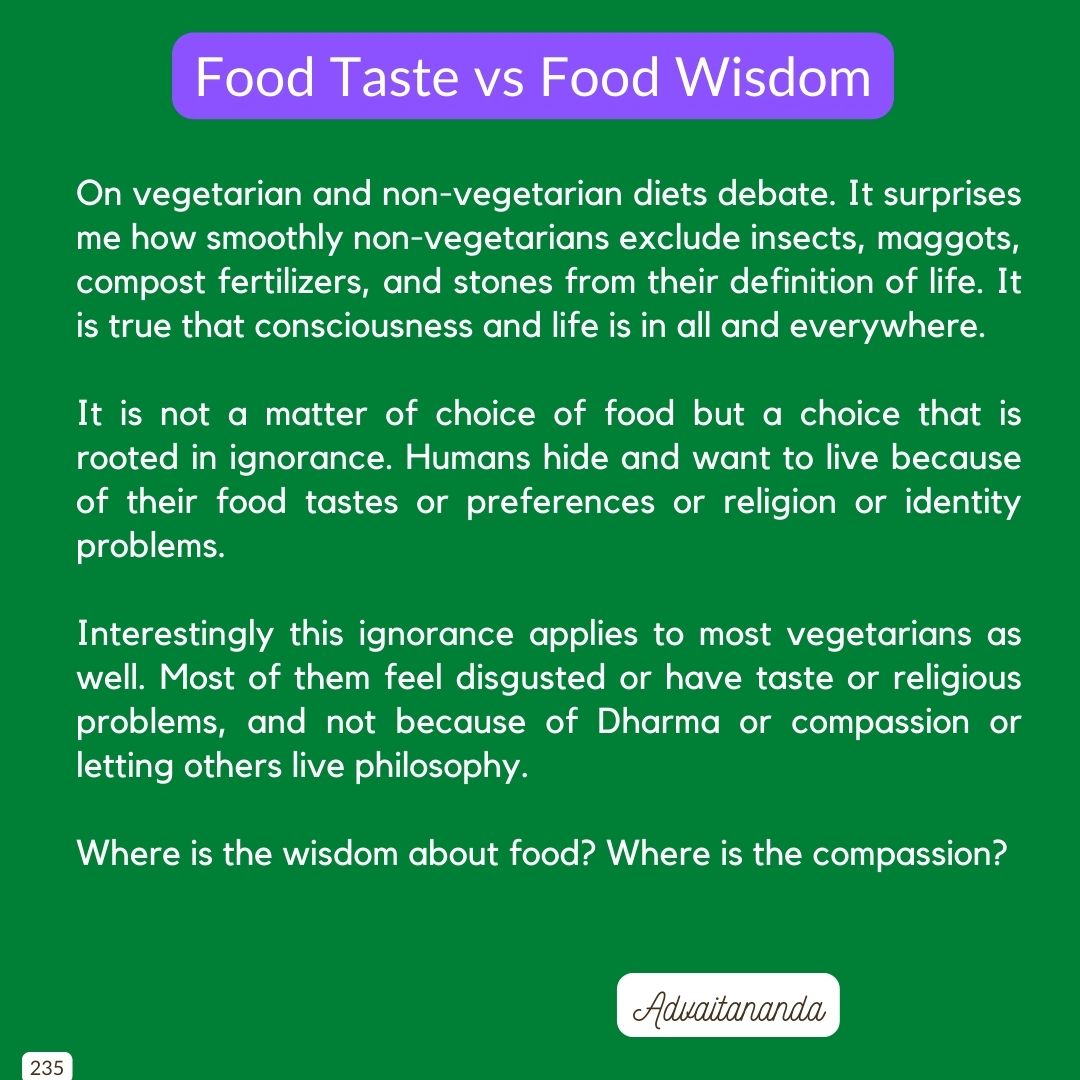 Food Taste vs Food Wisdom
On vegetarian and non-vegetarian diets debate. It surprises
me how smoothly non-vegetarians exclude insects, maggots,
compost fertilizers, and stones from their definition of life. It
is true that consciousness and life is in all and everywhere.
It is not a matter of choice of food but a choice that is
rooted in ignorance. Humans hide and want to live because
of their food tastes or preferences or religion or identity
problems.
Interestingly this ignorance applies to most vegetarians as
well. Most of them feel disgusted or have taste or religious
problems, and not because of Dharma or compassion or
letting others live philosophy.
Where is the wisdom about food? Where is the compassion?
Advaitananda
235